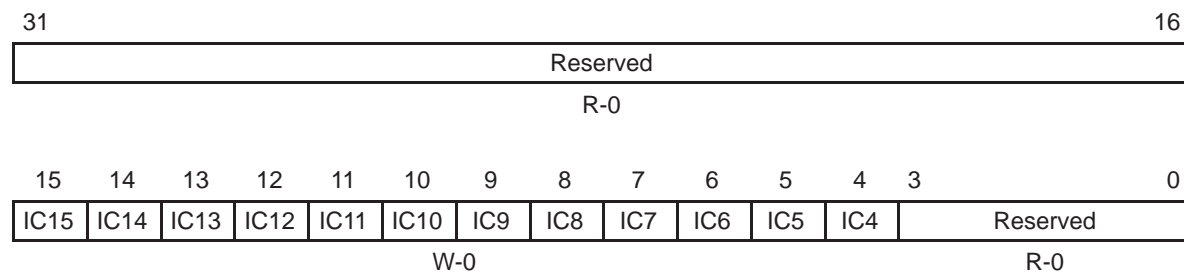 31 16
Reserved
R-0
15 14 13 12 11 10 9 8 7 6 5 4 3 0
IC15 IC14 IC13 IC12 IC11 IC10 IC9 IC8 IC7 IC6 IC5 IC4 Reserved
W-0 R-0